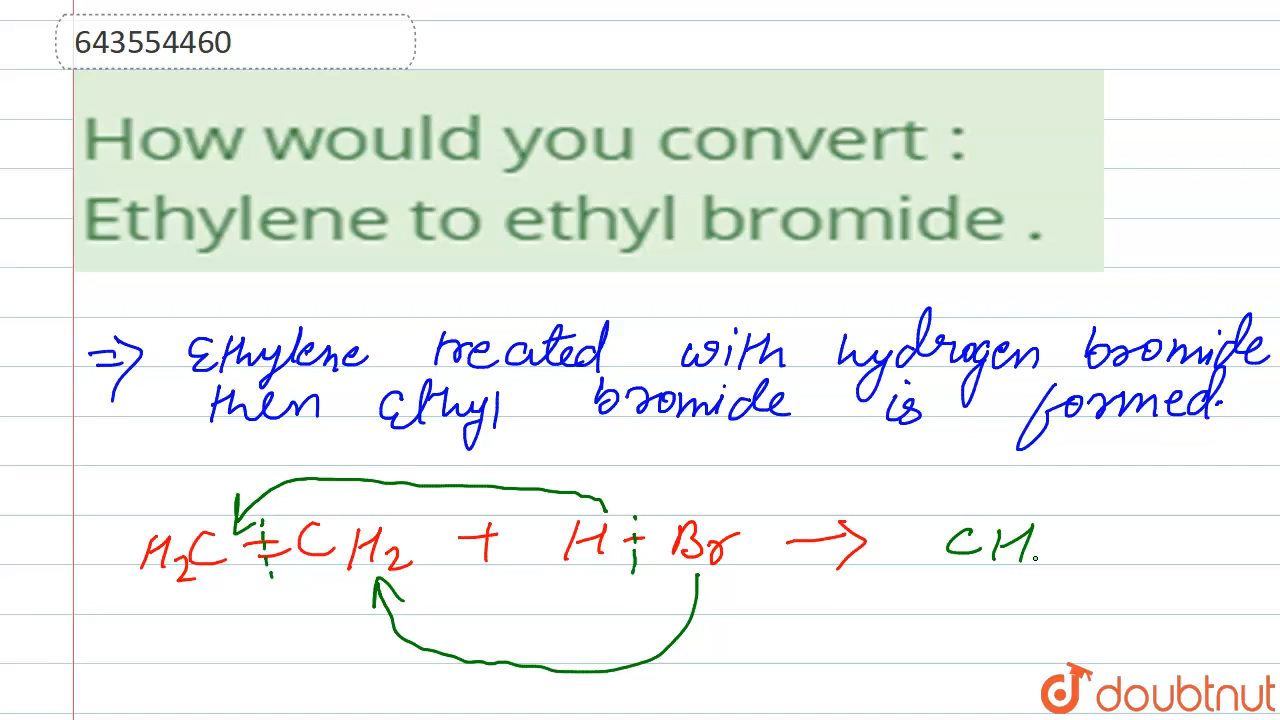 643554460
How would you convert :
Ethylene to ethyl bromide .
=> Ethylene treated with hydrogen bromide
then Ethyl bromide is formed.
H2C = CH2 + H - Br → CH
doubtnut